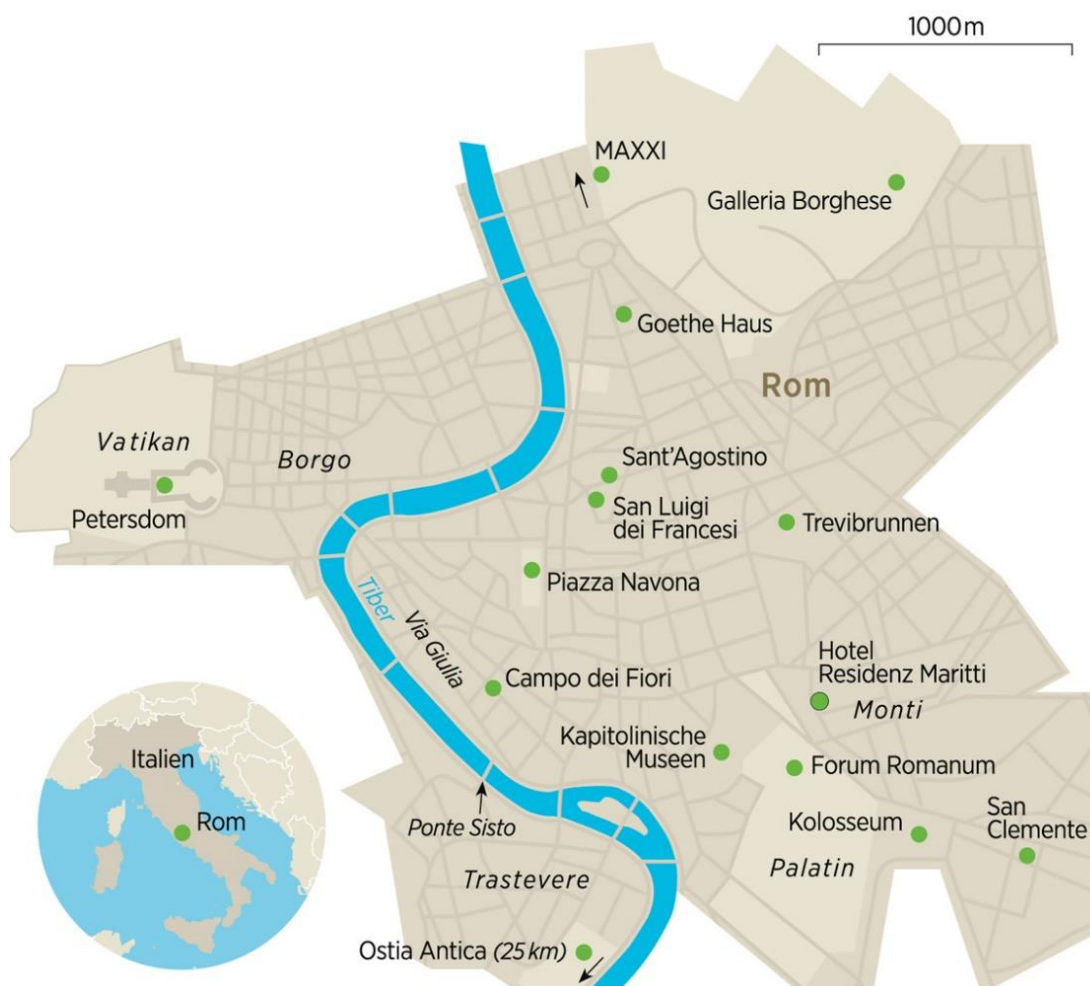 1000 m
MAXXI
Galleria Borghese
Goethe Haus
Rom
Vatikan
Borgo
Petersdom
Sant'Agostino
San Luigi
dei Francesi
Trevibrunnen
Piazza Navona
Tiber
Via Giulia
Campo dei Fiori
Hotel
Residenz Maritti
Monti
Kapitolinische
Museen
Forum Romanum
Kolosseum
San
Clemente
Palatin
Ponte Sisto
Trastevere
Ostia Antica (25 km)
Italien
Rom